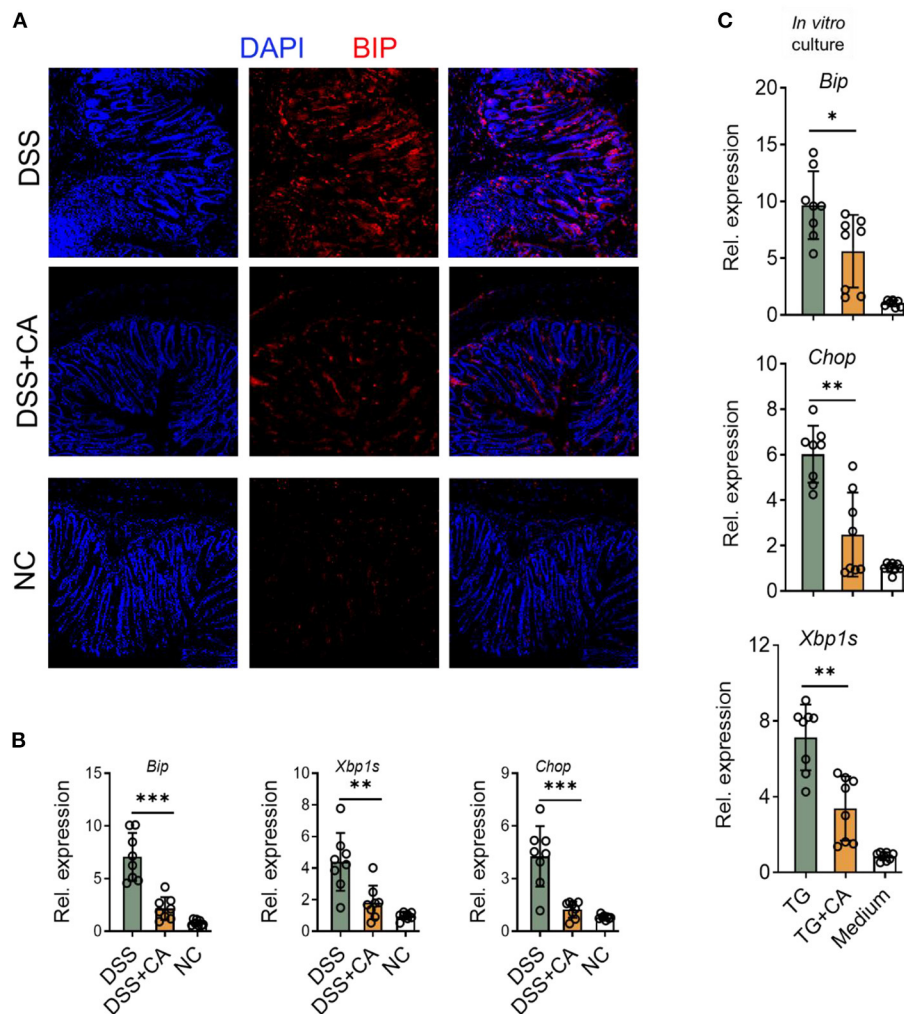 A
DAPI BIP
DSS
DSS+CA
NC
B
Bip
Rel. expression
15
10
5
0
***
DSS
DSS+CA
NC
Xbp1s
Rel. expression
10
8
6
4
2
0
**
DSS
DSS+CA
NC
Chop
Rel. expression
9
6
3
0
***
DSS
DSS+CA
NC
C
In vitro
culture
Bip
Rel. expression
20
15
10
5
0
*
Chop
Rel. expression
10
8
6
4
2
0
**
Xbp1s
Rel. expression
12
8
4
0
**
TG
TG+CA
Medium